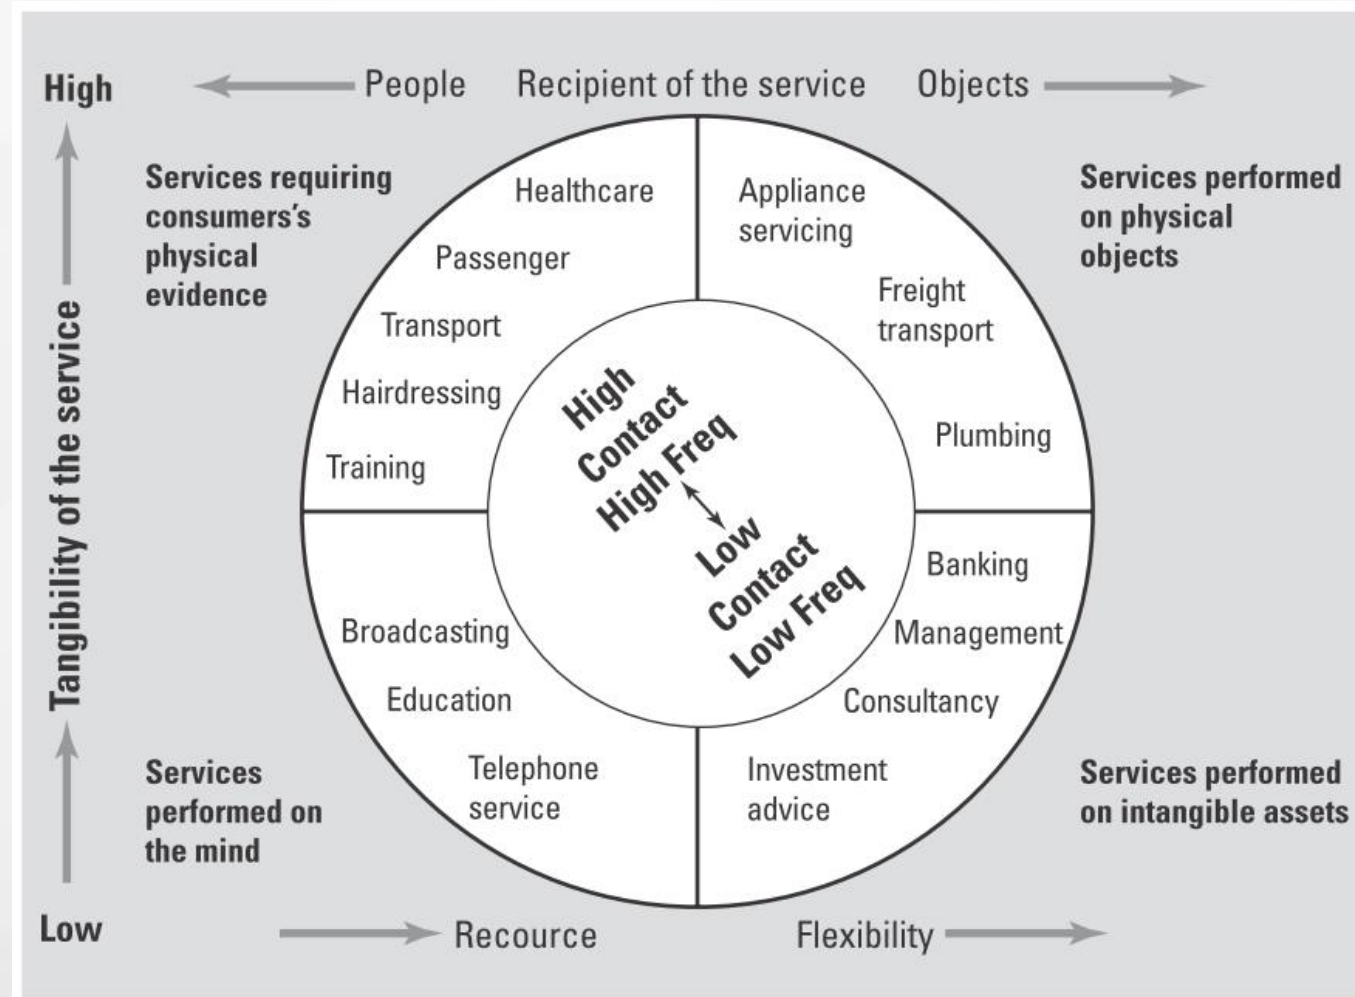 High
People
Recipient of the service
Objects
Services requiring
consumers's
physical
evidence
Healthcare
Passenger
Transport
Hairdressing
Training
Appliance
servicing
Freight
transport
Plumbing
Services performed
on physical
objects
Tangibility of the service
High
Contact
High Freq
Low
Contact
Low Freq
Broadcasting
Education
Telephone
service
Banking
Management
Consultancy
Investment
advice
Services
performed on
the mind
Services performed
on intangible assets
Low
Recource
Flexibility